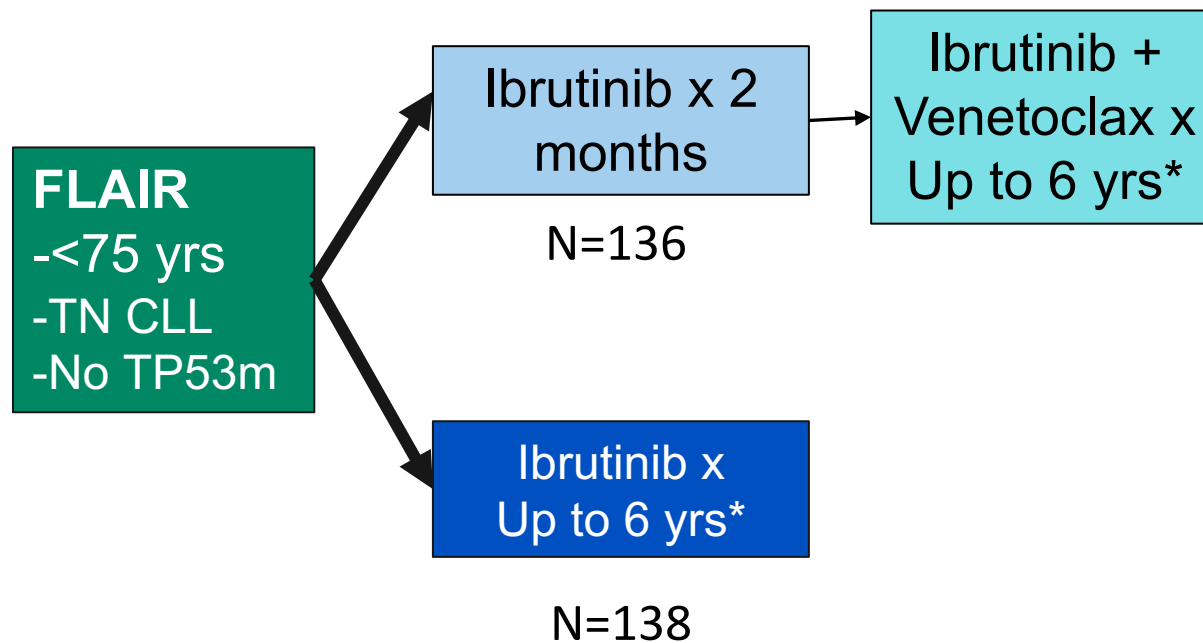 FLAIR
-<75 yrs
-TN CLL
-No TP53m
Ibrutinib x 2
months
N=136
Ibrutinib +
Venetoclax x
Up to 6 yrs*
Ibrutinib x
Up to 6 yrs*
N=138